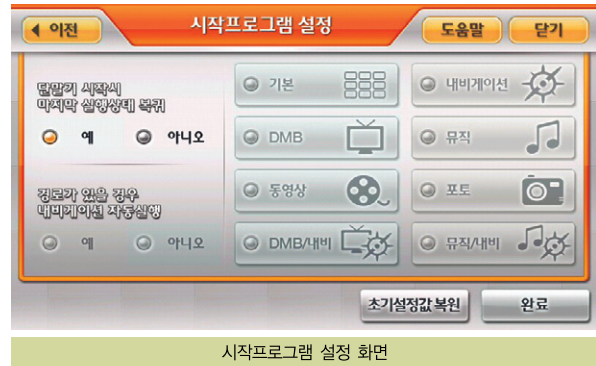 이전
시작프로그램 설정
도움말
닫기
단말기 시작시
마지막 실행상태 복귀
예
아니오
경로가 있을 경우
내비게이션 자동실행
예
아니오
기본
내비게이션
DMB
뮤직
동영상
포토
DMB/내비
뮤직/내비
초기설정값 복원
완료
시작프로그램 설정 화면